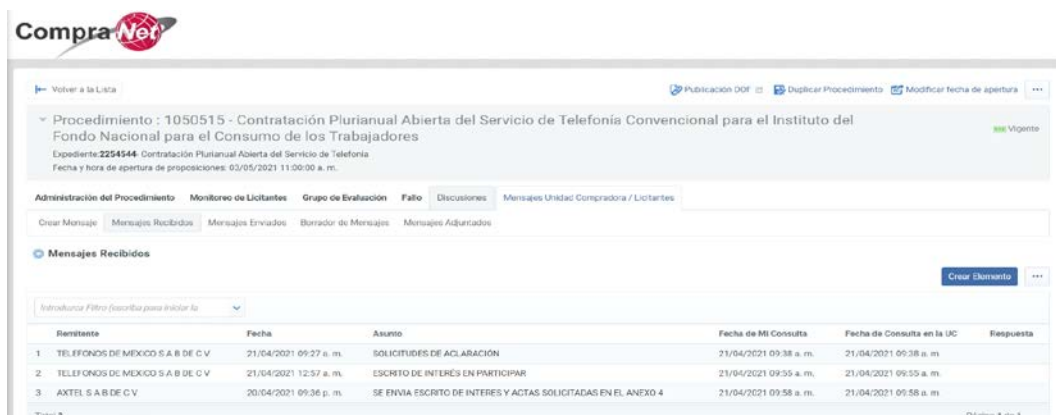 CompraNet
Volver a la Lista
Publicación DOF
Duplicar Procedimiento
Modificar fecha de apertura
...
Procedimiento : 1050515 - Contratación Plurianual Abierta del Servicio de Telefonía Convencional para el Instituto del
Fondo Nacional para el Consumo de los Trabajadores
Vigente
Expediente:2254544- Contratación Plurianual Abierta del Servicio de Telefonía
Fecha y hora de apertura de proposiciones: 03/05/2021 11:00:00 a. m.
Administración del Procedimiento Monitoreo de Licitantes Grupo de Evaluación Fallo Discusiones Mensajes Unidad Compradora / Licitantes
Crear Mensaje Mensajes Recibidos Mensajes Enviados Borrador de Mensajes Mensajes Adjuntados
Mensajes Recibidos
Crear Elemento ...
Introduzca Filtro (escriba para iniciar la
Remitente Fecha Asunto Fecha de Mi Consulta Fecha de Consulta en la UC Respuesta
1 TELEFONOS DE MEXICO S A B DE C V 21/04/2021 09:27 a. m. SOLICITUDES DE ACLARACIÓN 21/04/2021 09:38 a. m. 21/04/2021 09:38 a. m.
2 TELEFONOS DE MEXICO S A B DE C V 21/04/2021 12:57 a. m. ESCRITO DE INTERÉS EN PARTICIPAR 21/04/2021 09:55 a. m. 21/04/2021 09:55 a. m.
3 AXTEL S A B DE C V 20/04/2021 09:36 p. m. SE ENVIA ESCRITO DE INTERES Y ACTAS SOLICITADAS EN EL ANEXO 4 21/04/2021 09:58 a. m. 21/04/2021 09:58 a. m.